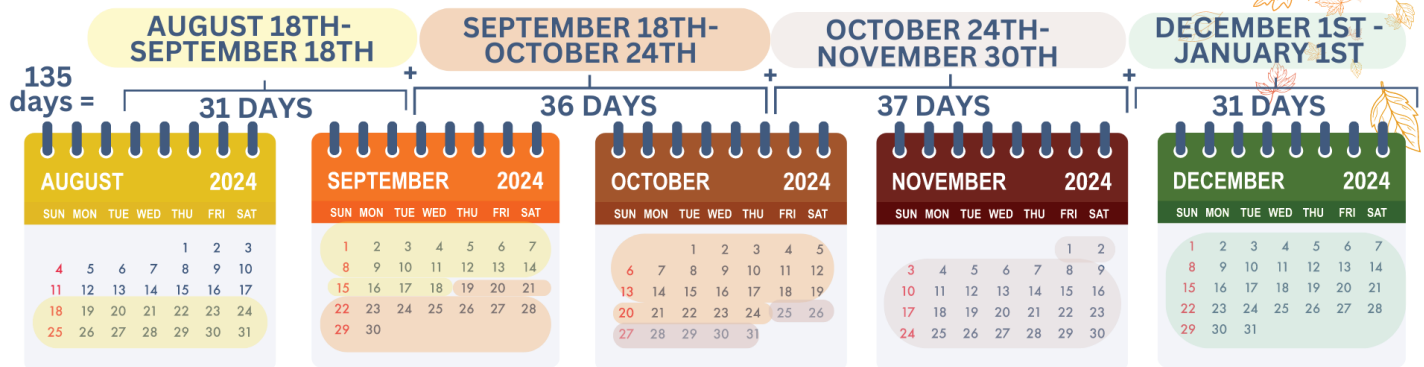 AUGUST 18TH-
SEPTEMBER 18TH
SEPTEMBER 18TH-
OCTOBER 24TH
OCTOBER 24TH-
NOVEMBER 30TH
DECEMBER 1ST -
JANUARY 1ST
135
days =
31 DAYS
+
36 DAYS
+
37 DAYS
+
31 DAYS
AUGUST 2024
SUN MON TUE WED THU FRI SAT
1 2 3
4 5 6 7 8 9 10
11 12 13 14 15 16 17
18 19 20 21 22 23 24
25 26 27 28 29 30 31
SEPTEMBER 2024
SUN MON TUE WED THU FRI SAT
1 2 3 4 5 6 7
8 9 10 11 12 13 14
15 16 17 18 19 20 21
22 23 24 25 26 27 28
29 30
OCTOBER 2024
SUN MON TUE WED THU FRI SAT
1 2 3 4 5
6 7 8 9 10 11 12
13 14 15 16 17 18 19
20 21 22 23 24 25 26
27 28 29 30 31
NOVEMBER 2024
SUN MON TUE WED THU FRI SAT
1 2
3 4 5 6 7 8 9
10 11 12 13 14 15 16
17 18 19 20 21 22 23
24 25 26 27 28 29 30
DECEMBER 2024
SUN MON TUE WED THU FRI SAT
1 2 3 4 5 6 7
8 9 10 11 12 13 14
15 16 17 18 19 20 21
22 23 24 25 26 27 28
29 30 31